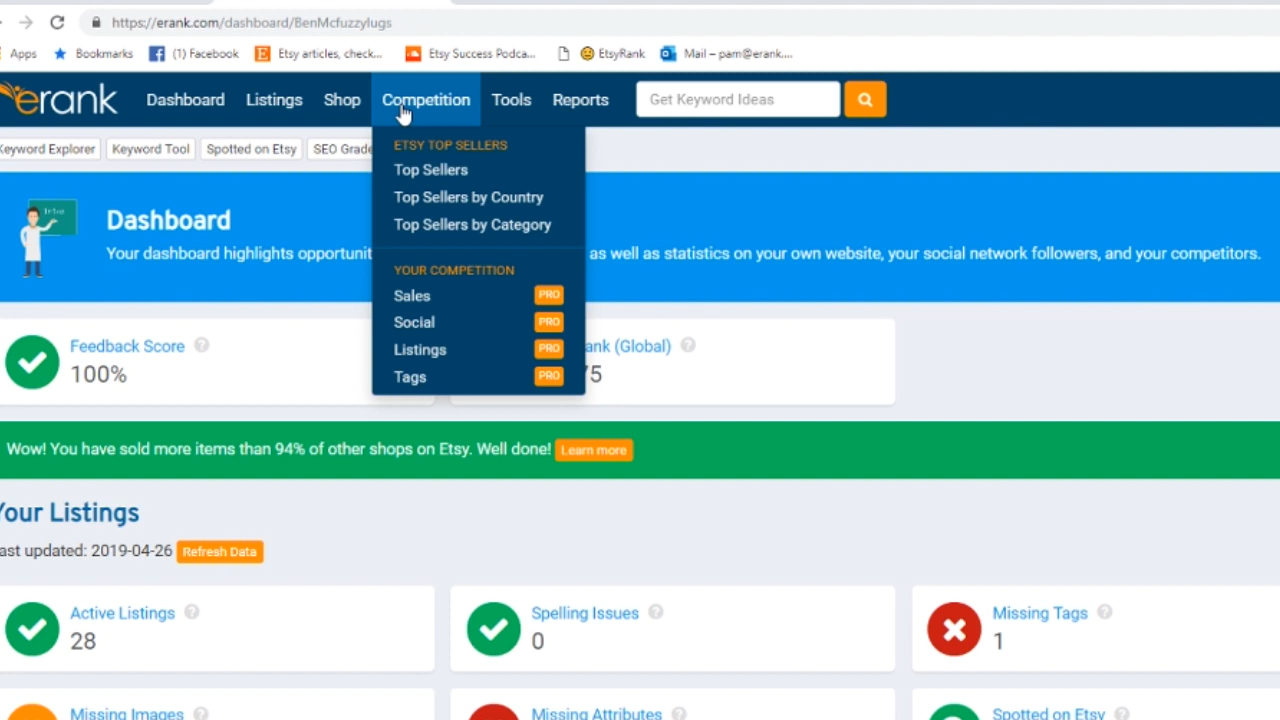 https://erank.com/dashboard/BenMcfuzzylugs
Apps Bookmarks (1) Facebook Etsy articles, check... Etsy Success Podca... EtsyRank Mail – pam@erank....
erank Dashboard Listings Shop Competition Tools Reports Get Keyword Ideas
Keyword Explorer Keyword Tool Spotted on Etsy SEO Grade
ETSY TOP SELLERS
Top Sellers
Top Sellers by Country
Top Sellers by Category
YOUR COMPETITION
Sales PRO
Social PRO
Listings PRO
Tags PRO
Dashboard
Your dashboard highlights opportunit as well as statistics on your own website, your social network followers, and your competitors.
Feedback Score
100%
ank (Global)
Wow! You have sold more items than 94% of other shops on Etsy. Well done! Learn more
Your Listings
ast updated: 2019-04-26 Refresh Data
Active Listings
28
Spelling Issues
0
Missing Tags
1
Missing Images
Missing Attributes
Spotted on Etsy